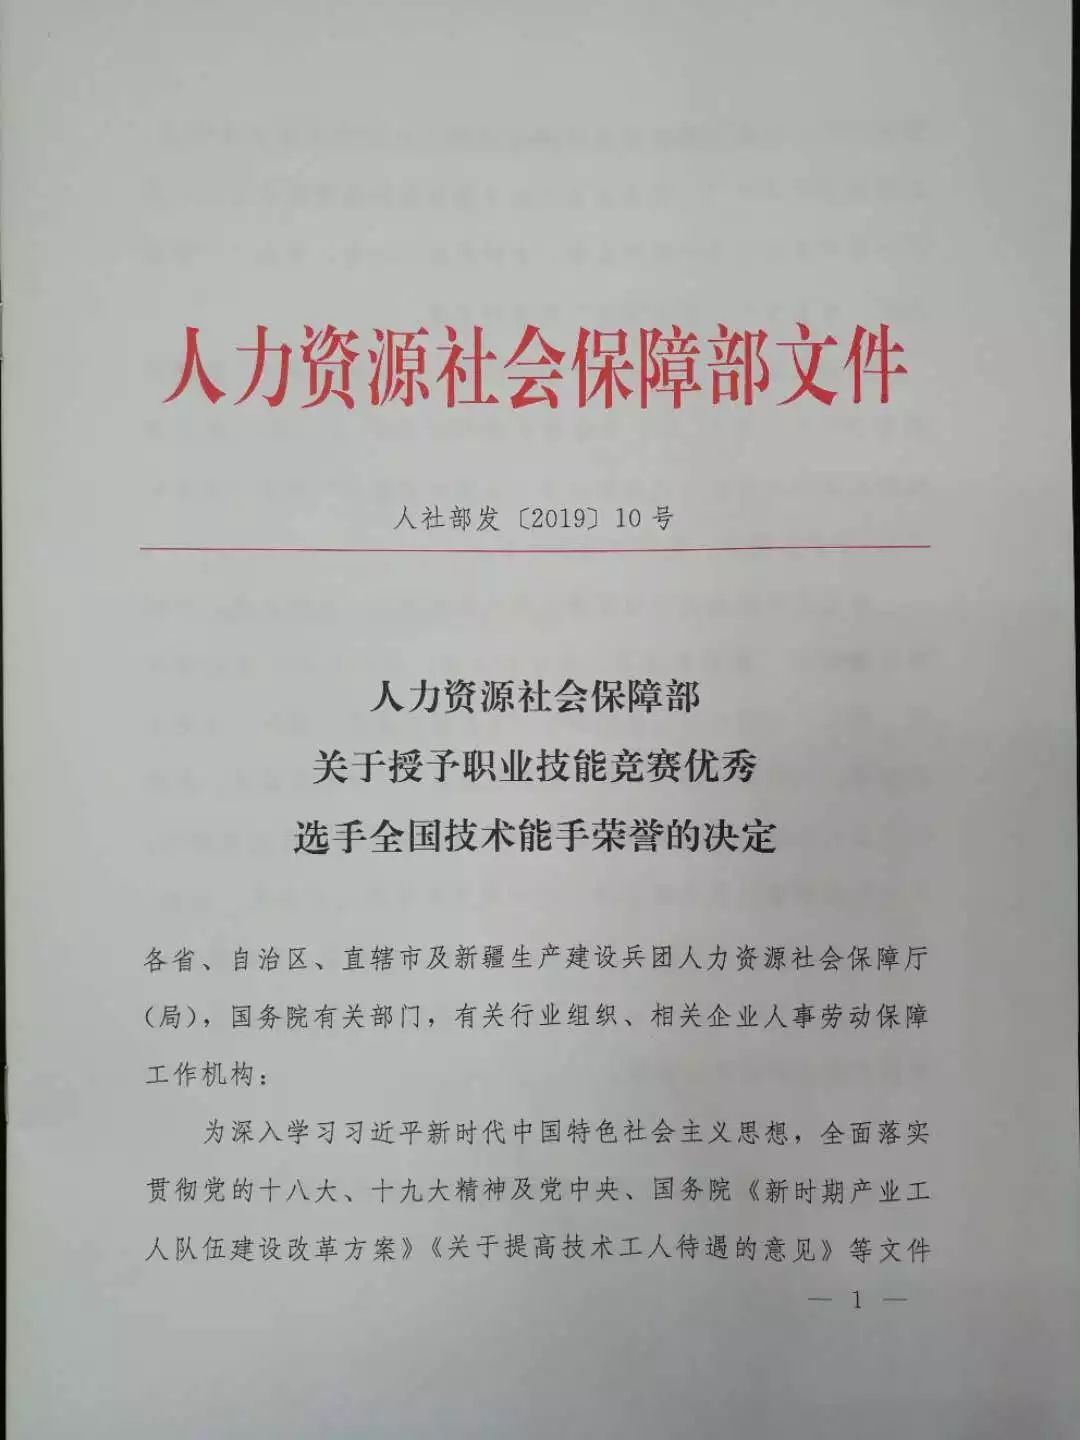 人力资源社会保障部文件
人社部发〔2019〕10号
人力资源社会保障部
关于授予职业技能竞赛优秀
选手全国技术能手荣誉的决定
各省、自治区、直辖市及新疆生产建设兵团人力资源社会保障厅
（局），国务院有关部门，有关行业组织、相关企业人事劳动保障
工作机构：
为深入学习习近平新时代中国特色社会主义思想，全面落实
贯彻党的十八大、十九大精神及党中央、国务院《新时期产业工
人队伍建设改革方案》《关于提高技术工人待遇的意见》等文件
— 1 —